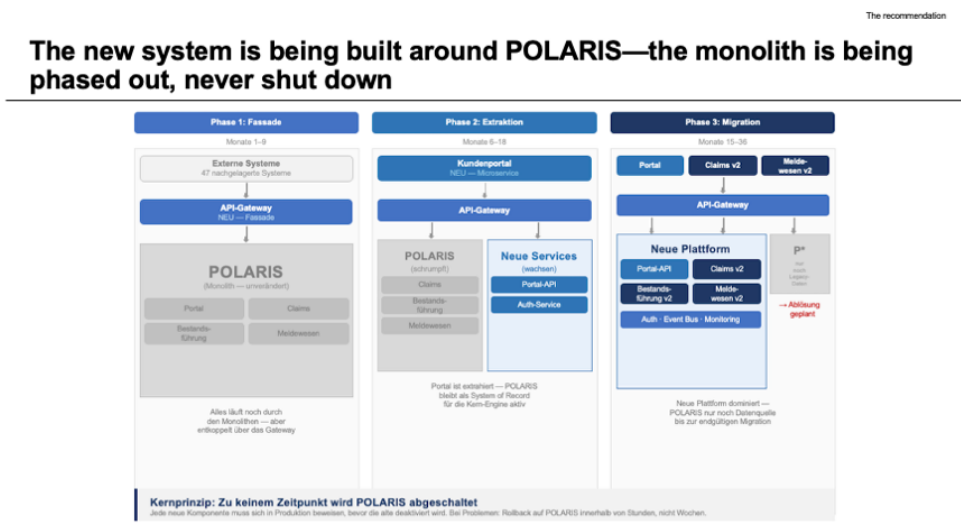 The recommendation
The new system is being built around POLARIS—the monolith is being
phased out, never shut down
Phase 1: Fassade
Monate 1–9
Externe Systeme
47 nachgelagerte Systeme
API-Gateway
NEU — Fassade
POLARIS
(Monolith — unverändert)
Portal
Claims
Bestands-
führung
Meldewesen
Alles läuft noch durch
den Monolithen — aber
entkoppelt über das Gateway
Phase 2: Extraktion
Monate 6–18
Kundenportal
NEU — Microservice
API-Gateway
POLARIS
(schrumpft)
Claims
Bestands-
führung
Meldewesen
Neue Services
(wachsen)
Portal-API
Auth-Service
Portal ist extrahiert — POLARIS
bleibt als System of Record
für die Kern-Engine aktiv
Phase 3: Migration
Monate 15–36
Portal
Claims v2
Melde-
wesen v2
API-Gateway
Neue Plattform
Portal-API
Claims v2
Bestands-
führung v2
Melde-
wesen v2
Auth · Event Bus · Monitoring
P*
nur
noch
Legacy-
Daten
→ Ablösung
geplant
Neue Plattform dominiert —
POLARIS nur noch Datenquelle
bis zur endgültigen Migration
Kernprinzip: Zu keinem Zeitpunkt wird POLARIS abgeschaltet
Jede neue Komponente muss sich in Produktion beweisen, bevor die alte deaktiviert wird. Bei Problemen: Rollback auf POLARIS innerhalb von Stunden, nicht Wochen.